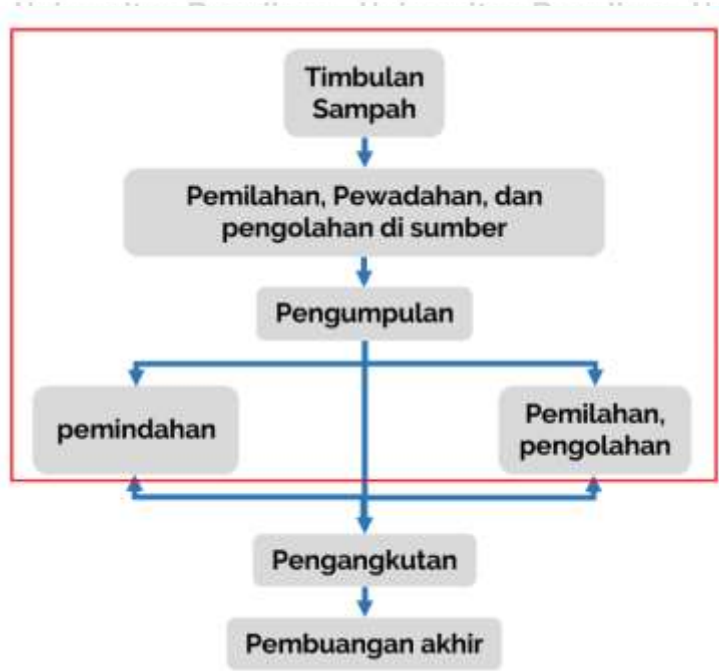 Timbulan
Sampah
Pemilahan, Pewadahan, dan
pengolahan di sumber
Pengumpulan
pemindahan
Pemilahan,
pengolahan
Pengangkutan
Pembuangan akhir